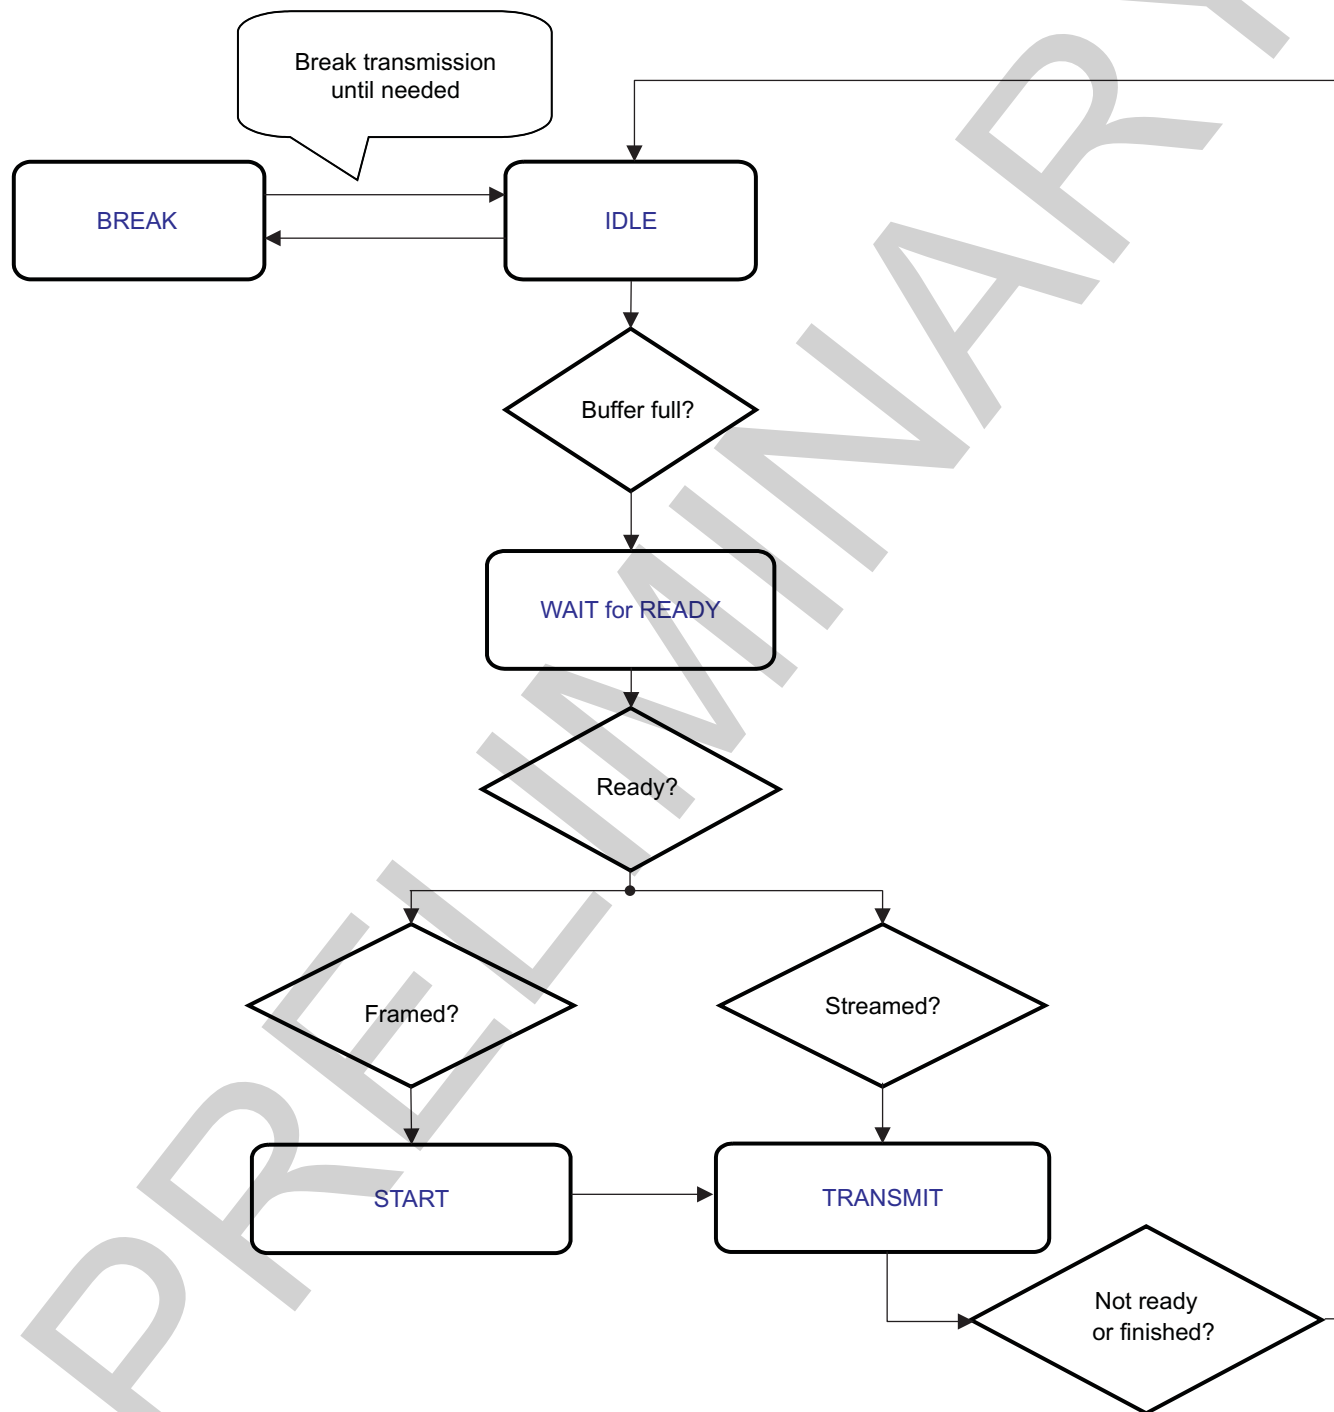 Break transmission
until needed
BREAK
IDLE
Buffer full?
WAIT for READY
Ready?
Framed?
Streamed?
START
TRANSMIT
Not ready
or finished?
PRELIMINARY